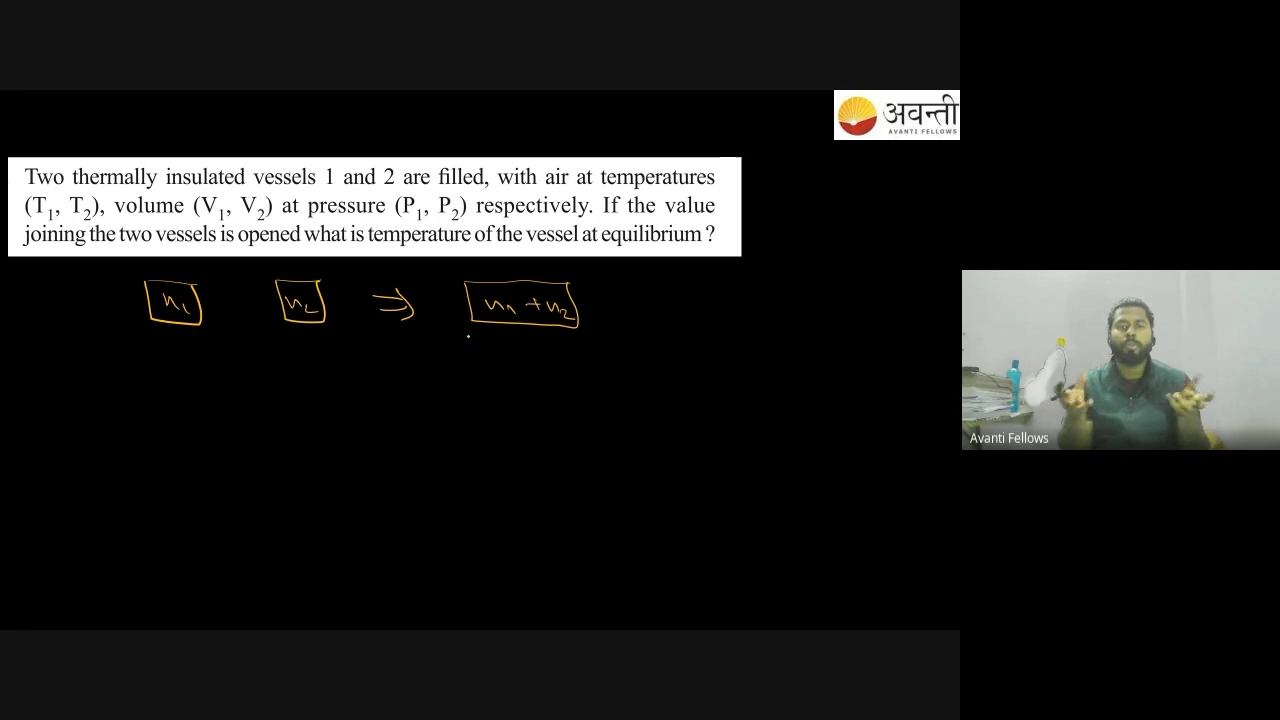 अवन्ती
AVANTI FELLOWS
Two thermally insulated vessels 1 and 2 are filled, with air at temperatures
(T₁, T₂), volume (V₁, V₂) at pressure (P₁, P₂) respectively. If the value
joining the two vessels is opened what is temperature of the vessel at equilibrium ?
n₁ n₂ ⇒ n₁ + n₂
Avanti Fellows